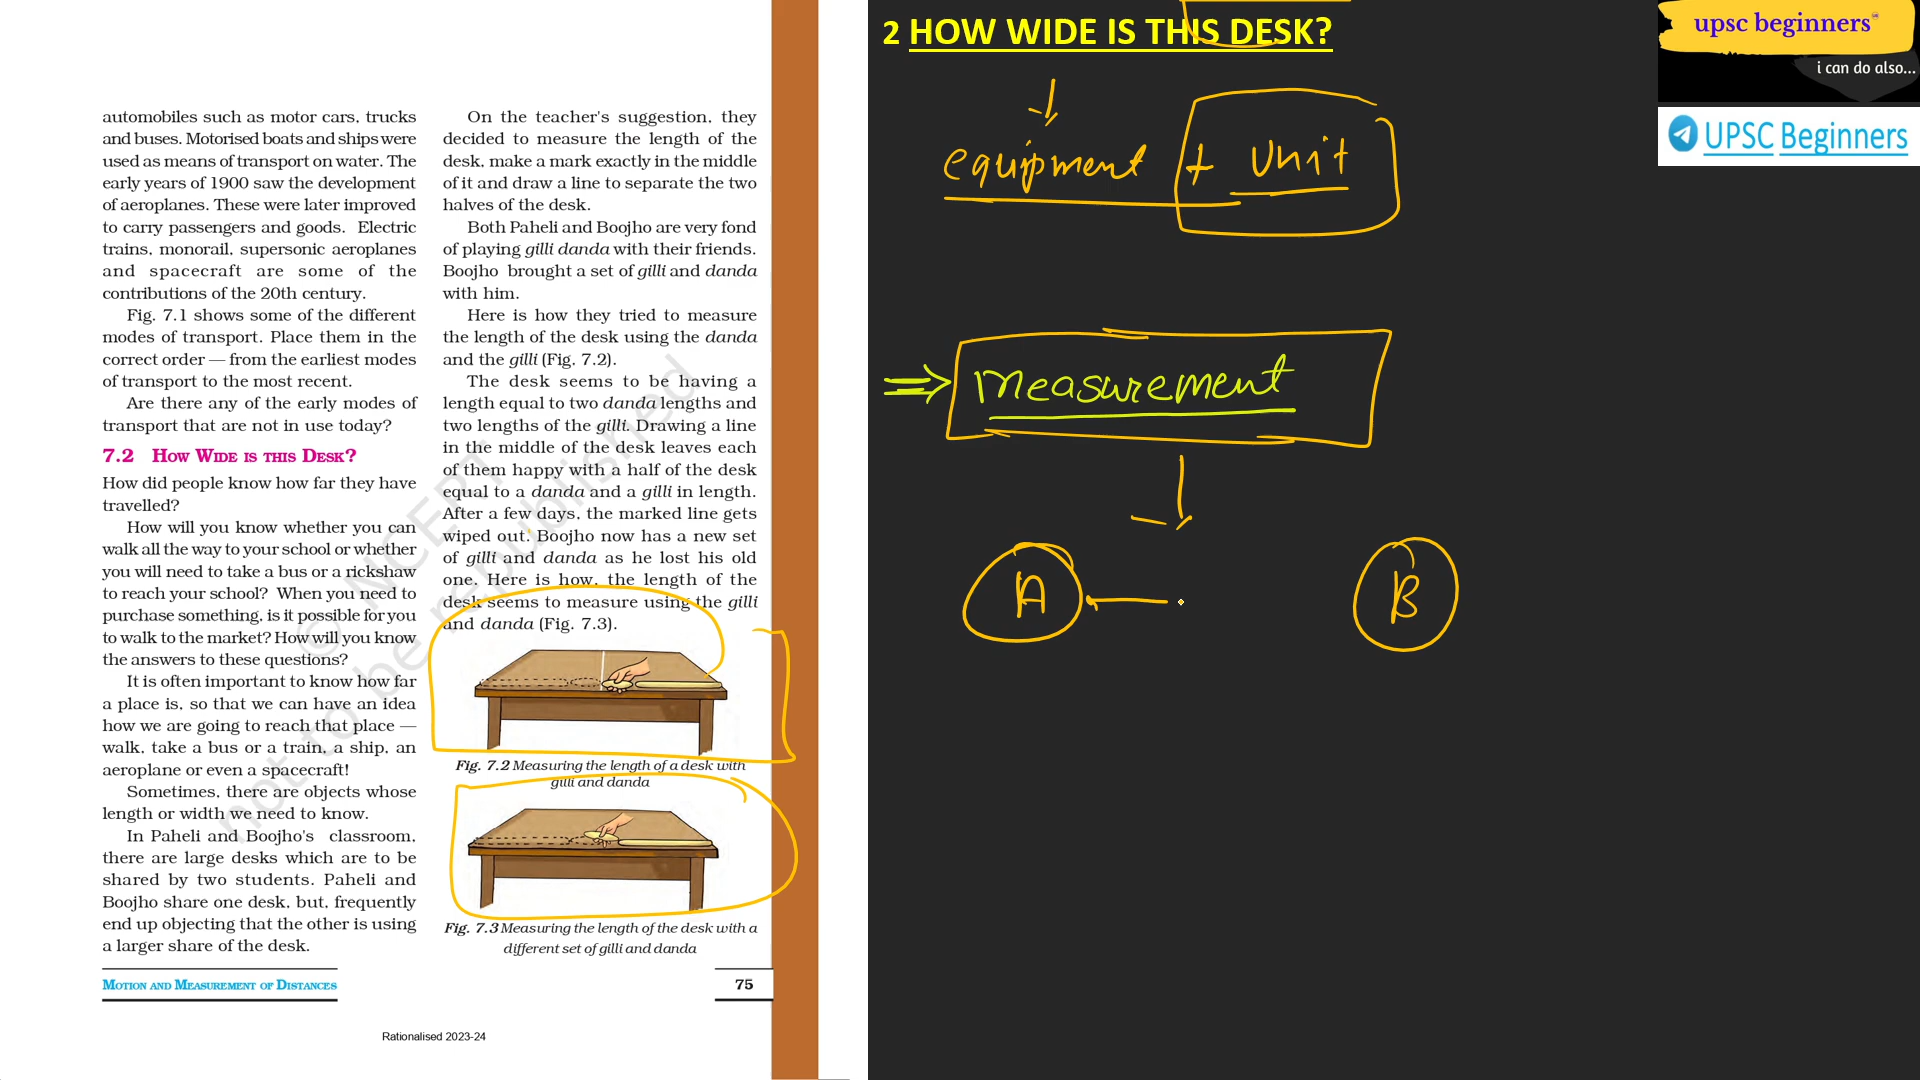 automobiles such as motor cars, trucks
and buses. Motorised boats and ships were
used as means of transport on water. The
early years of 1900 saw the development
of aeroplanes. These were later improved
to carry passengers and goods. Electric
trains, monorail, supersonic aeroplanes
and spacecraft are some of the
contributions of the 20th century.
Fig. 7.1 shows some of the different
modes of transport. Place them in the
correct order — from the earliest modes
of transport to the most recent.
Are there any of the early modes of
transport that are not in use today?
7.2 How Wide is this Desk?
How did people know how far they have
travelled?
How will you know whether you can
walk all the way to your school or whether
you will need to take a bus or a rickshaw
to reach your school? When you need to
purchase something, is it possible for you
to walk to the market? How will you know
the answers to these questions?
It is often important to know how far
a place is, so that we can have an idea
how we are going to reach that place —
walk, take a bus or a train, a ship, an
aeroplane or even a spacecraft!
Sometimes, there are objects whose
length or width we need to know.
In Paheli and Boojho's classroom,
there are large desks which are to be
shared by two students. Paheli and
Boojho share one desk, but, frequently
end up objecting that the other is using
a larger share of the desk.
On the teacher's suggestion, they
decided to measure the length of the
desk, make a mark exactly in the middle
of it and draw a line to separate the two
halves of the desk.
Both Paheli and Boojho are very fond
of playing gilli danda with their friends.
Boojho brought a set of gilli and danda
with him.
Here is how they tried to measure
the length of the desk using the danda
and the gilli (Fig. 7.2).
The desk seems to be having a
length equal to two danda lengths and
two lengths of the gilli. Drawing a line
in the middle of the desk leaves each
of them happy with a half of the desk
equal to a danda and a gilli in length.
After a few days, the marked line gets
wiped out. Boojho now has a new set
of gilli and danda as he lost his old
one. Here is how, the length of the
desk seems to measure using the gilli
and danda (Fig. 7.3).
Fig. 7.2 Measuring the length of a desk with
gilli and danda
Fig. 7.3 Measuring the length of the desk with a
different set of gilli and danda
Motion and Measurement of Distances
75
Rationalised 2023-24
© NCERT
not to be republished
2 HOW WIDE IS THIS DESK?
equipment + Unit
measurement
A B
upsc beginners
i can do also...
UPSC Beginners